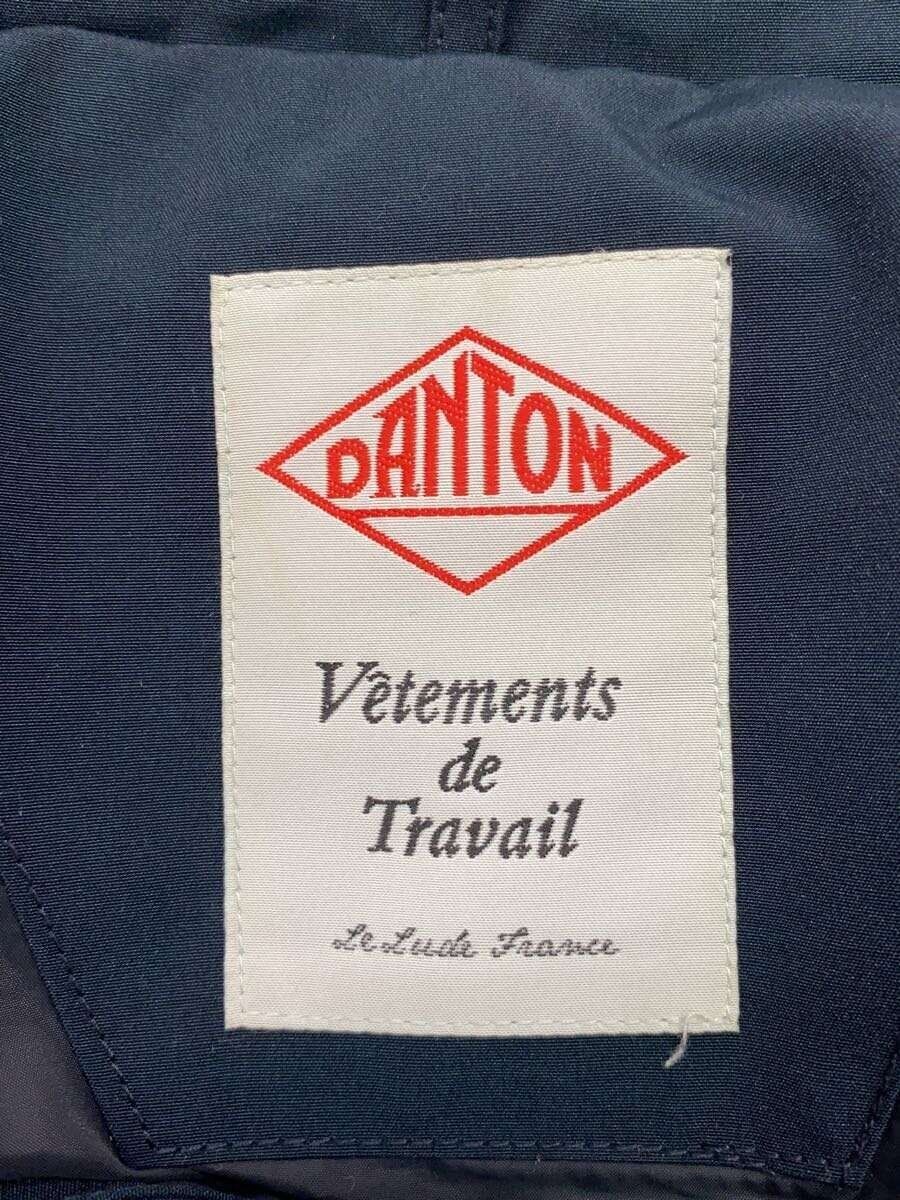 DANTON
Vêtements
de
Travail
Le Lude France